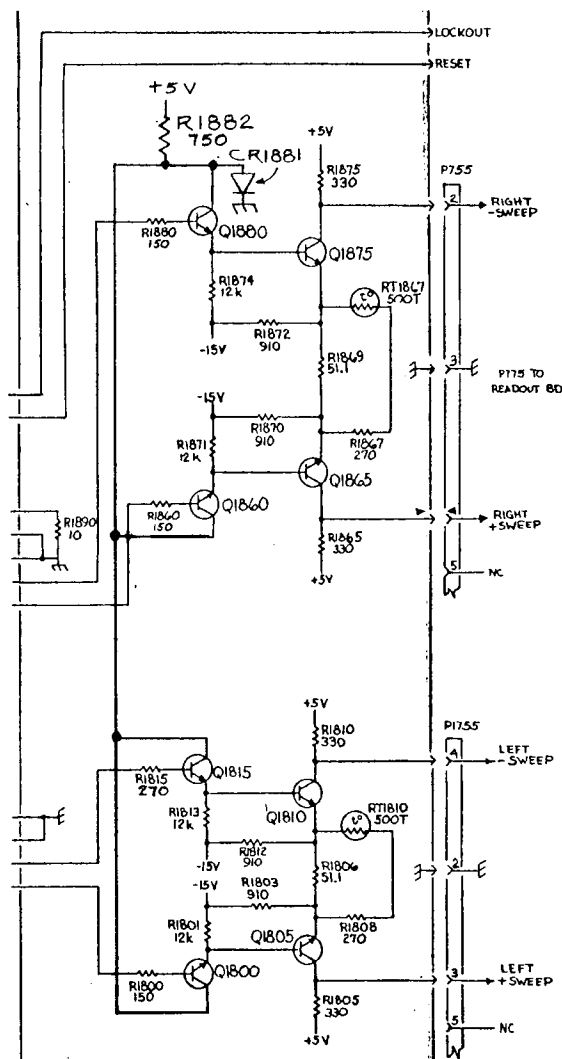 LOCKOUT
RESET
+5V
R1882
750
CR1881
+5V
R1875
330
P755
2
RIGHT
-SWEEP
R1880
150
Q1880
Q1875
R1874
12k
RT1867
500T
t°
-15V
R1872
910
R1869
51.1
3
P775 TO
READOUT BD
-15V
R1870
910
R1867
270
R1871
12k
Q1865
R1860
150
Q1860
R1890
10
R1865
330
RIGHT
+SWEEP
+5V
5
NC
+5V
R1810
330
P1755
4
LEFT
-SWEEP
R1815
270
Q1815
Q1810
RT1810
500T
t°
R1813
12k
R1812
910
-15V
R1806
51.1
2
-15V
R1803
910
R1808
270
R1801
12k
Q1805
R1800
150
Q1800
3
LEFT
+SWEEP
R1805
330
+5V
5
NC